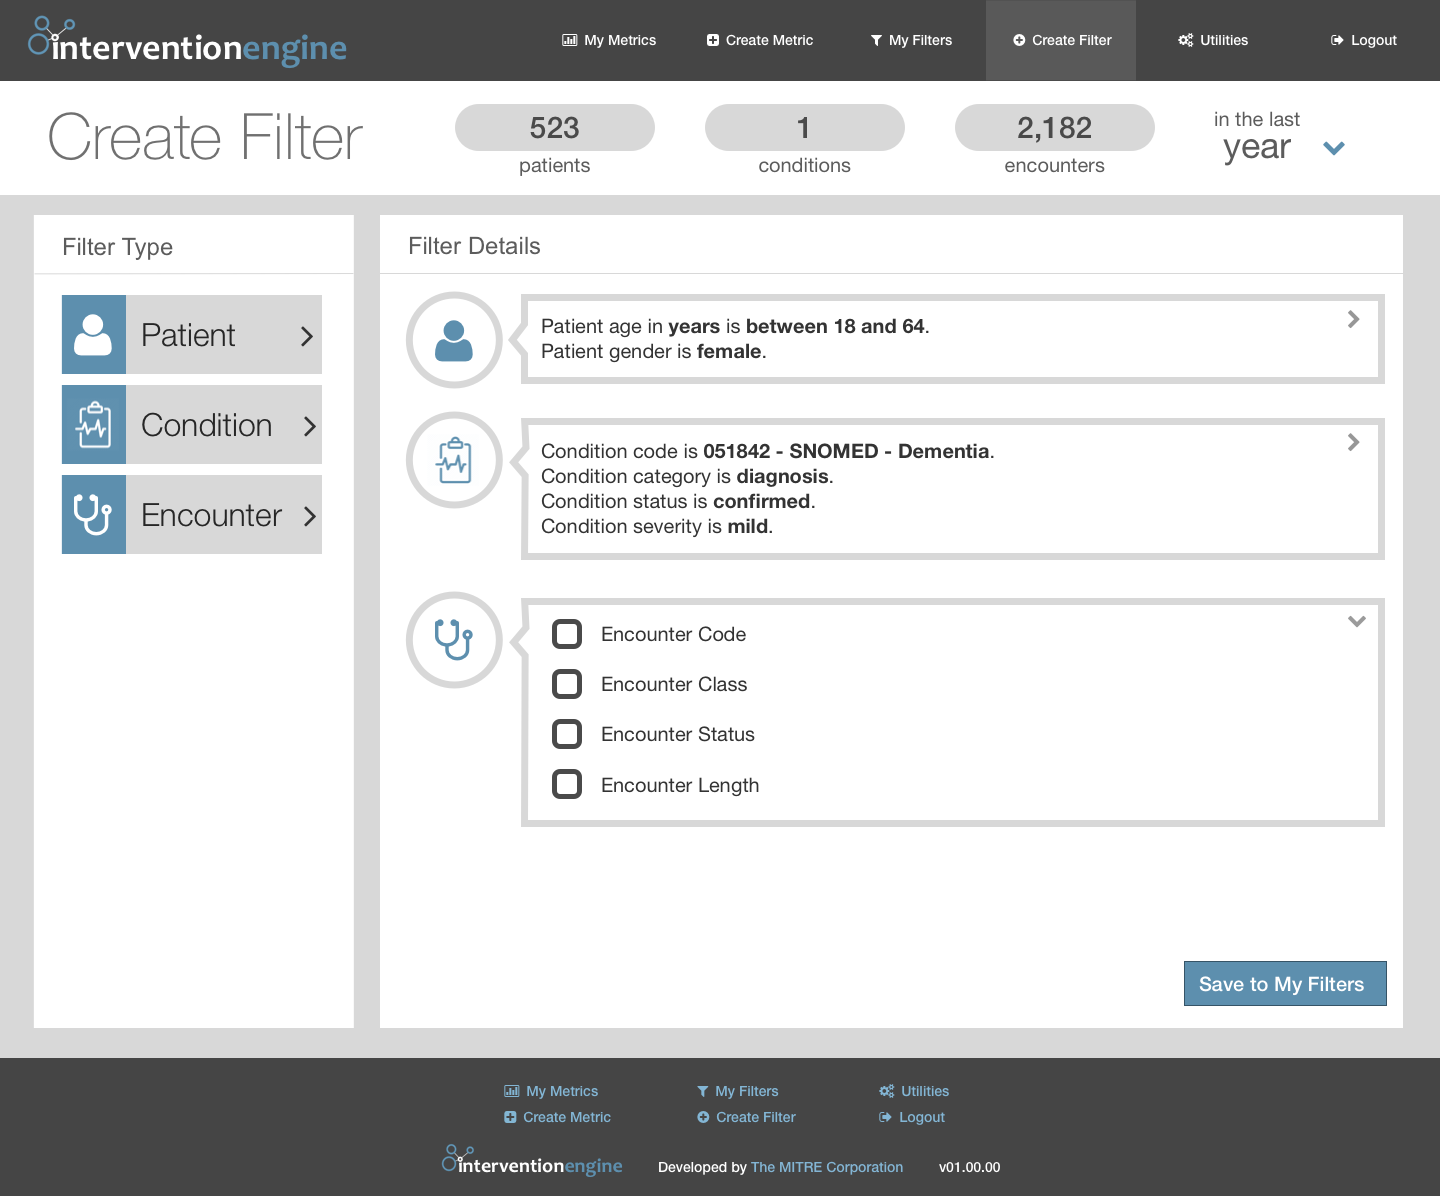 interventionengine
My Metrics
Create Metric
My Filters
Create Filter
Utilities
Logout
Create Filter
523
patients
1
conditions
2,182
encounters
in the last
year
Filter Type
Patient
Condition
Encounter
Filter Details
Patient age in years is between 18 and 64.
Patient gender is female.
Condition code is 051842 - SNOMED - Dementia.
Condition category is diagnosis.
Condition status is confirmed.
Condition severity is mild.
Encounter Code
Encounter Class
Encounter Status
Encounter Length
Save to My Filters
My Metrics
My Filters
Utilities
Create Metric
Create Filter
Logout
interventionengine
Developed by The MITRE Corporation
v01.00.00